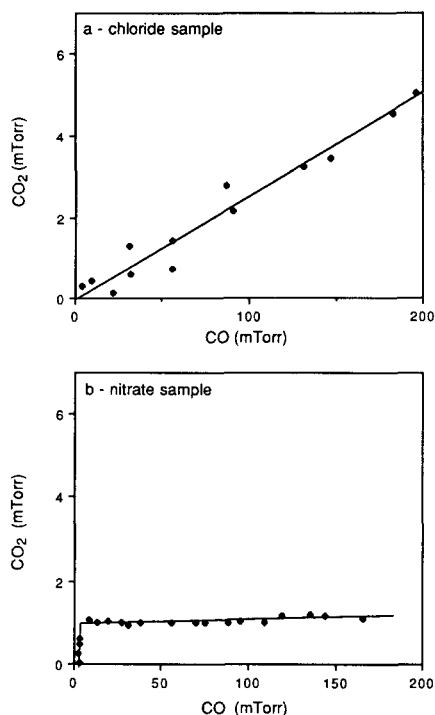 a - chloride sample
6
4
2
0
CO₂ (mTorr)
0 100 200
CO (mTorr)
b - nitrate sample
6
4
2
0
CO₂ (mTorr)
0 50 100 150 200
CO (mTorr)